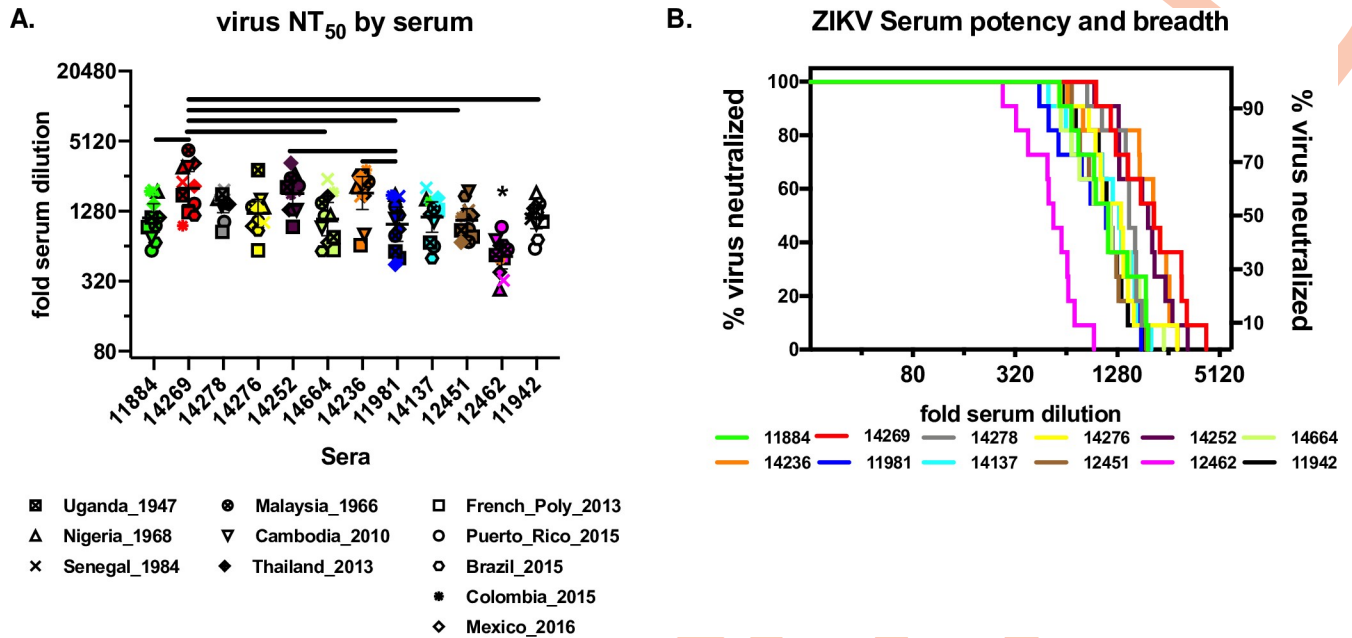 A.
virus NT50 by serum
fold serum dilution
20480
5120
1280
320
80
11884
14269
14278
14276
14252
14664
14236
11981
14137
12451
12462
11942
Sera
*
Uganda_1947
Malaysia_1966
French_Poly_2013
Nigeria_1968
Cambodia_2010
Puerto_Rico_2015
Senegal_1984
Thailand_2013
Brazil_2015
Colombia_2015
Mexico_2016
B.
ZIKV Serum potency and breadth
% virus neutralized
100
80
60
40
20
0
90
70
50
30
10
% virus neutralized
80
320
1280
5120
fold serum dilution
11884
14269
14278
14276
14252
14664
14236
11981
14137
12451
12462
11942